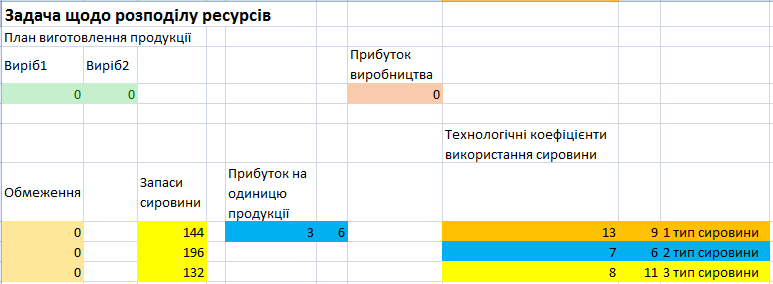 Задача щодо розподілу ресурсів
План виготовлення продукції
Виріб1 Виріб2 Прибуток
виробництва
0 0 0
Технологічні коефіцієнти
використання сировини
Обмеження Запаси
сировини Прибуток на
одиницю
продукції
0 144 3 6 13 9 1 тип сировини
0 196 7 6 2 тип сировини
0 132 8 11 3 тип сировини